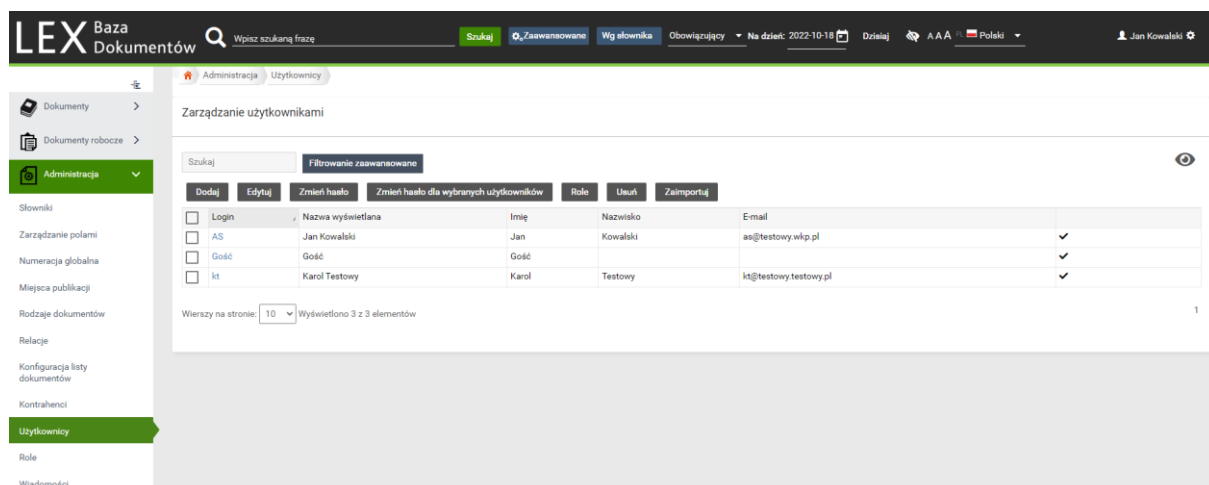 LEX Baza Dokumentów
Wpisz szukaną frazę
Szukaj
Zaawansowane
Wg słownika
Obowiązujący
Na dzień: 2022-10-18
Dzisiaj
A A A
PL Polski
Jan Kowalski
Administracja Użytkownicy
Dokumenty
Dokumenty robocze
Administracja
Słowniki
Zarządzanie polami
Numeracja globalna
Miejsca publikacji
Rodzaje dokumentów
Relacje
Konfiguracja listy
dokumentów
Kontrahenci
Użytkownicy
Role
Wiadomości
Zarządzanie użytkownikami
Szukaj
Filtrowanie zaawansowane
Dodaj Edytuj Zmień hasło Zmień hasło dla wybranych użytkowników Role Usuń Zaimportuj
Login Nazwa wyświetlana Imię Nazwisko E-mail
AS Jan Kowalski Jan Kowalski as@testowy.wkp.pl
Gość Gość Gość
kt Karol Testowy Karol Testowy kt@testowy.testowy.pl
Wierszy na stronie: 10 Wyświetlono 3 z 3 elementów
1